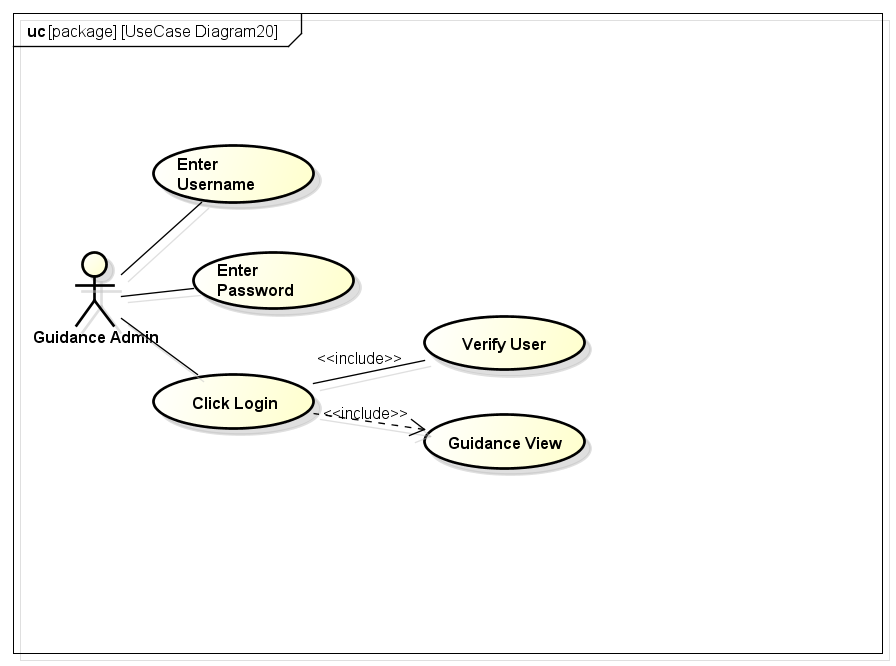 uc [package] [UseCase Diagram20]
Enter
Username
Enter
Password
Guidance Admin
<<include>>
Verify User
Click Login
<<include>>
Guidance View